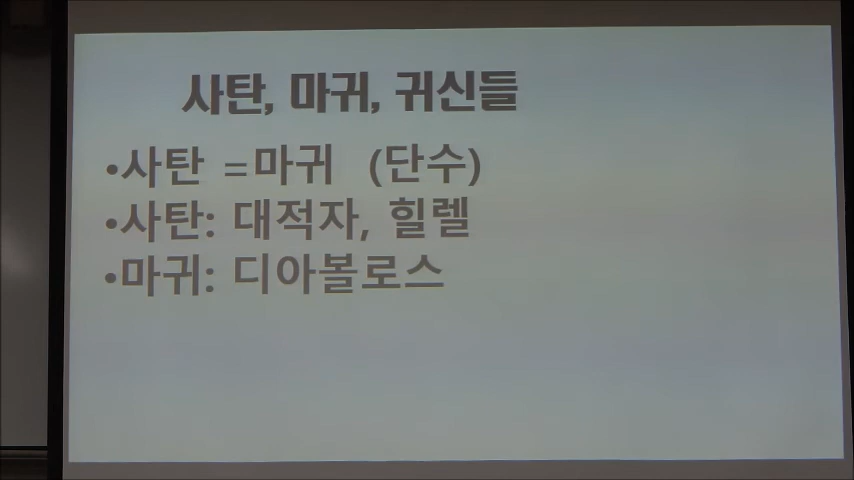 사탄, 마귀, 귀신들
•사탄 =마귀 (단수)
•사탄: 대적자, 힐렐
•마귀: 디아볼로스